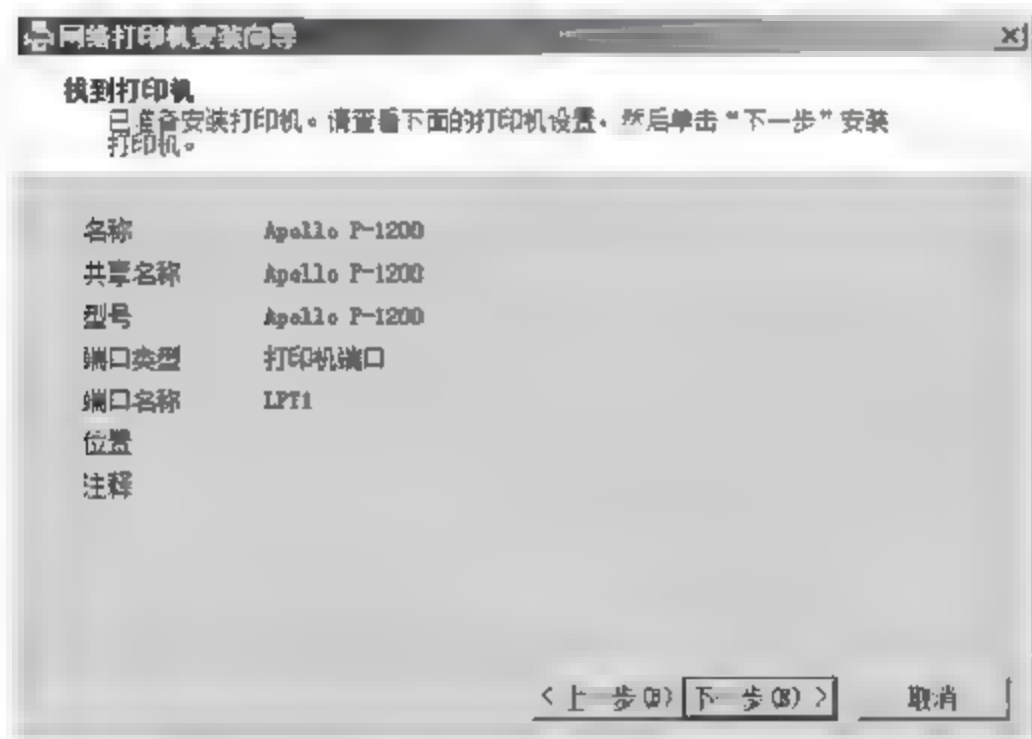 网络打印机安装向导
找到打印机
已准备安装打印机。请查看下面的打印机设置,然后单击“下一步”安装
打印机。
名称 Apollo P-1200
共享名称 Apollo P-1200
型号 Apollo P-1200
端口类型 打印机端口
端口名称 LPT1
位置
注释
< 上一步(B) 下一步(N) > 取消